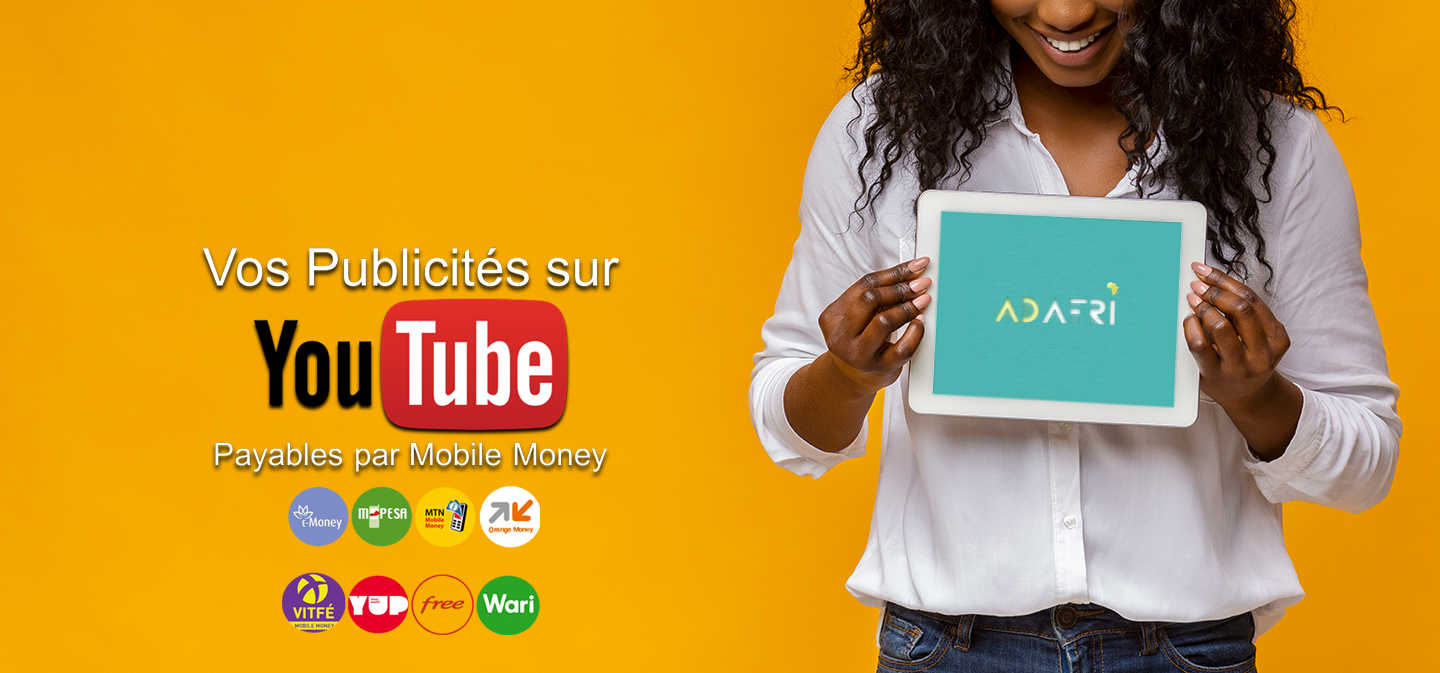 Vos Publicités sur
YouTube
Payables par Mobile Money
E-Money
M-PESA
MTN
Mobile
Money
Orange Money
VITFÉ
MOBILE MONEY
YUP
free
Wari
ADAFRI